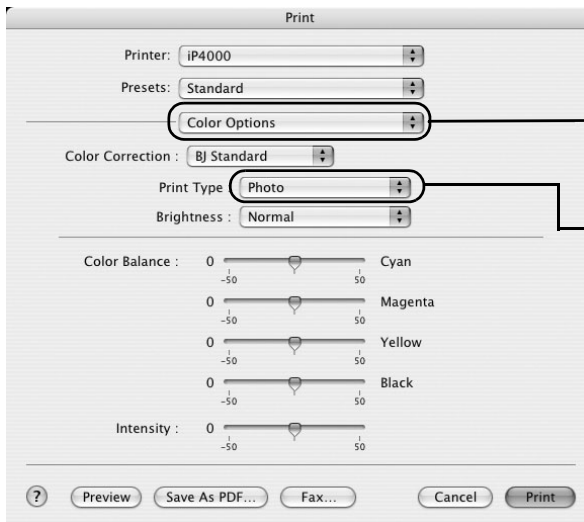 Print
Printer: iP4000
Presets: Standard
Color Options
Color Correction : BJ Standard
Print Type : Photo
Brightness : Normal
Color Balance : 0 Cyan
-50 50
0 Magenta
-50 50
0 Yellow
-50 50
0 Black
-50 50
Intensity : 0
-50 50
? Preview Save As PDF... Fax... Cancel Print